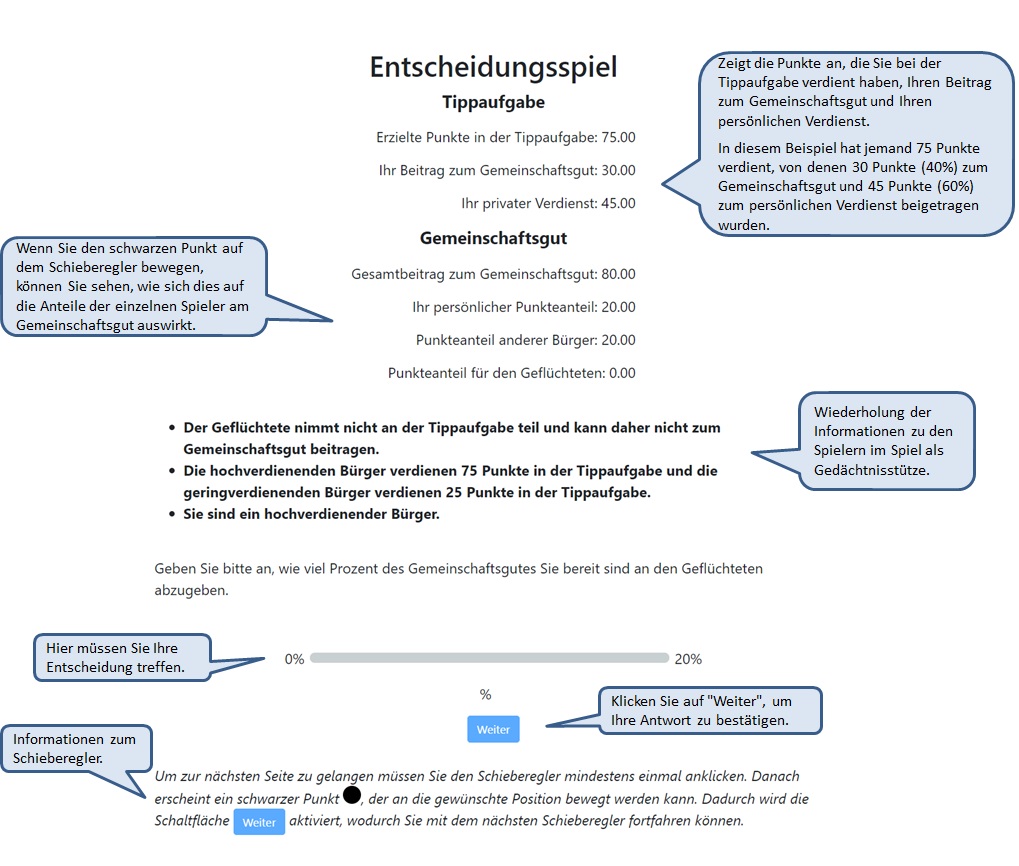 Entscheidungsspiel
Tippaufgabe
Erzielte Punkte in der Tippaufgabe: 75.00
Ihr Beitrag zum Gemeinschaftsgut: 30.00
Ihr privater Verdienst: 45.00
Zeigt die Punkte an, die Sie bei der
Tippaufgabe verdient haben, Ihren Beitrag
zum Gemeinschaftsgut und Ihren
persönlichen Verdienst.
In diesem Beispiel hat jemand 75 Punkte
verdient, von denen 30 Punkte (40%) zum
Gemeinschaftsgut und 45 Punkte (60%)
zum persönlichen Verdienst beigetragen
wurden.
Gemeinschaftsgut
Gesamtbeitrag zum Gemeinschaftsgut: 80.00
Ihr persönlicher Punkteanteil: 20.00
Punkteanteil anderer Bürger: 20.00
Punkteanteil für den Geflüchteten: 0.00
Wenn Sie den schwarzen Punkt auf
dem Schieberegler bewegen,
können Sie sehen, wie sich dies auf
die Anteile der einzelnen Spieler am
Gemeinschaftsgut auswirkt.
• Der Geflüchtete nimmt nicht an der Tippaufgabe teil und kann daher nicht zum
Gemeinschaftsgut beitragen.
• Die hochverdienenden Bürger verdienen 75 Punkte in der Tippaufgabe und die
geringverdienenden Bürger verdienen 25 Punkte in der Tippaufgabe.
• Sie sind ein hochverdienender Bürger.
Wiederholung der
Informationen zu den
Spielern im Spiel als
Gedächtnisstütze.
Geben Sie bitte an, wie viel Prozent des Gemeinschaftsgutes Sie bereit sind an den Geflüchteten
abzugeben.
Hier müssen Sie Ihre
Entscheidung treffen.
0% 20%
%
Weiter
Klicken Sie auf "Weiter", um
Ihre Antwort zu bestätigen.
Informationen zum
Schieberegler.
Um zur nächsten Seite zu gelangen müssen Sie den Schieberegler mindestens einmal anklicken. Danach
erscheint ein schwarzer Punkt , der an die gewünschte Position bewegt werden kann. Dadurch wird die
Schaltfläche Weiter aktiviert, wodurch Sie mit dem nächsten Schieberegler fortfahren können.